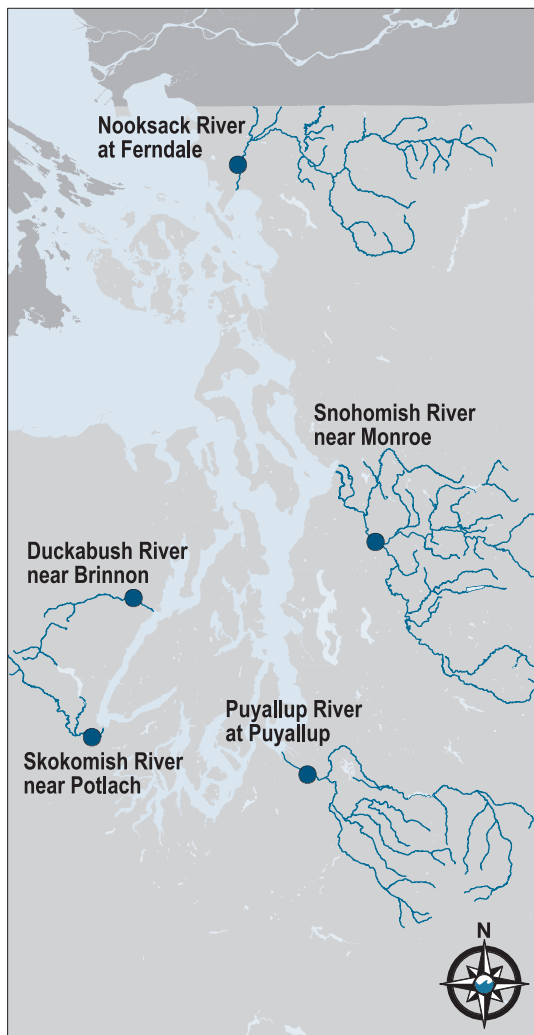 Nooksack River
at Ferndale
Snohomish River
near Monroe
Duckabush River
near Brinnon
Puyallup River
at Puyallup
Skokomish River
near Potlach
N